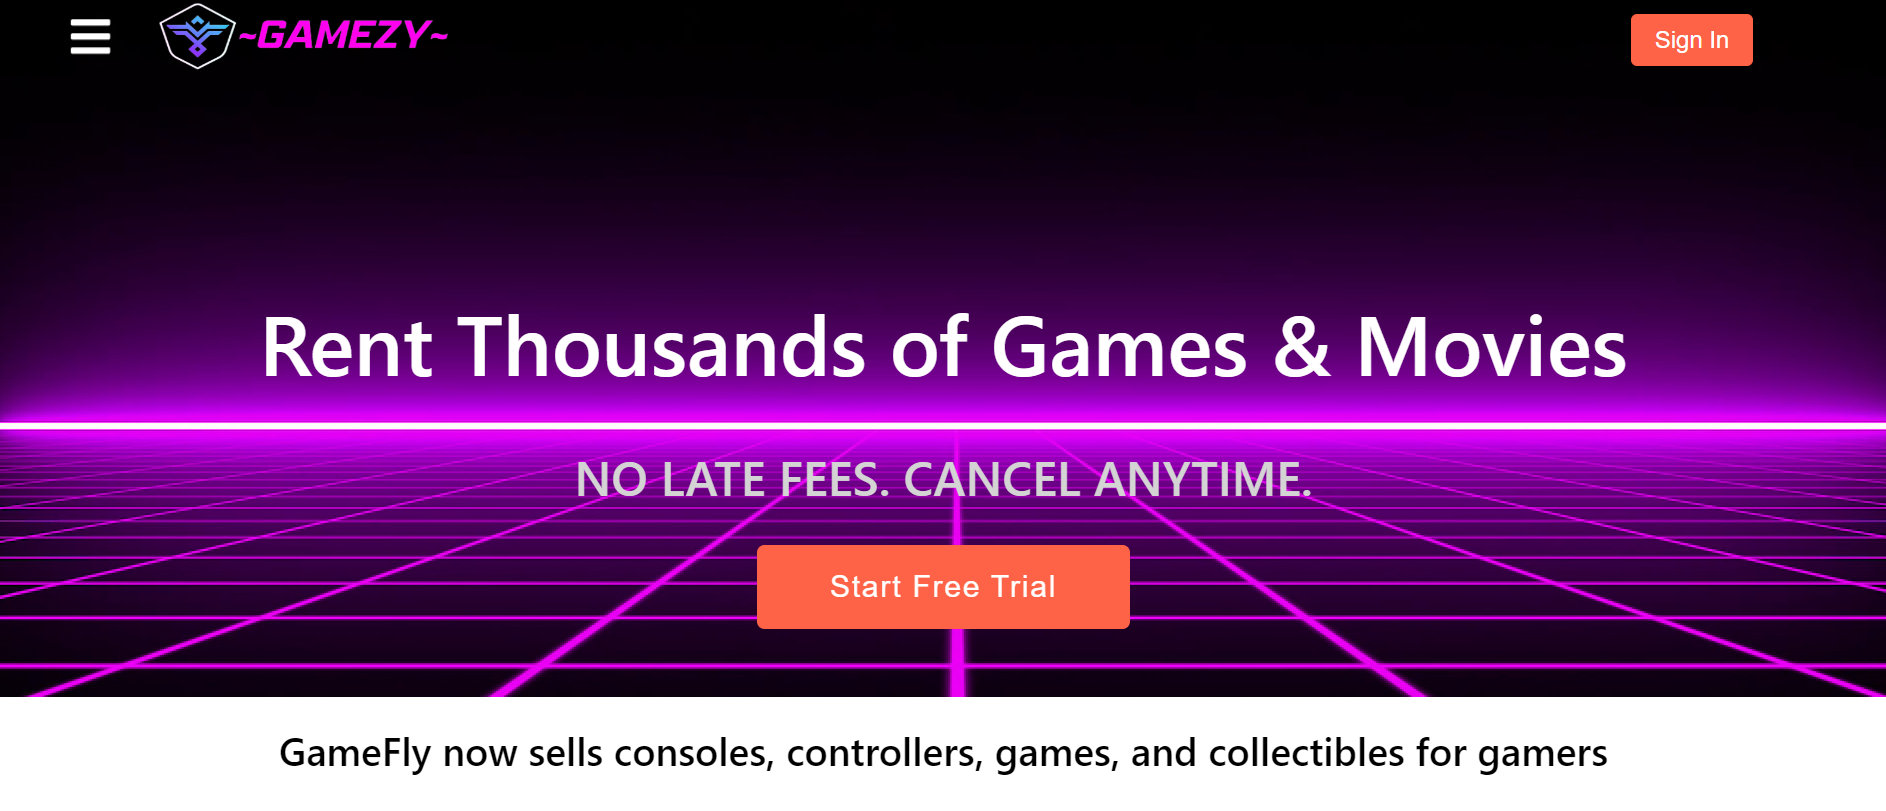 ~GAMEZY~
Sign In
Rent Thousands of Games & Movies
NO LATE FEES. CANCEL ANYTIME.
Start Free Trial
GameFly now sells consoles, controllers, games, and collectibles for gamers